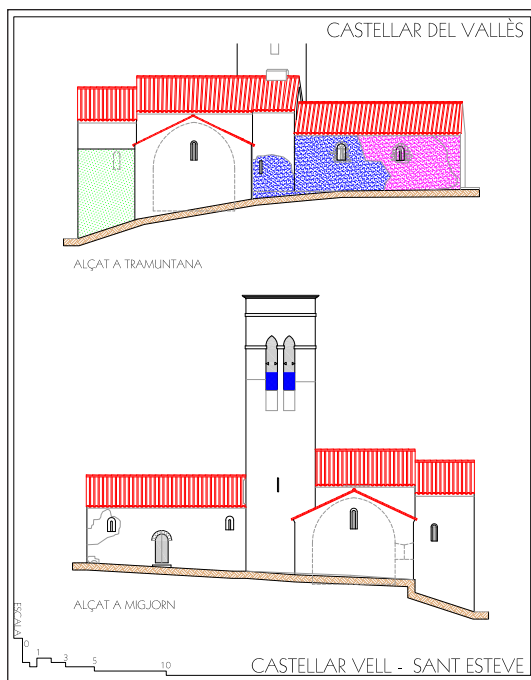 CASTELLAR DEL VALLÈS
ALÇAT A TRAMUNTANA
ALÇAT A MIGJORN
ESCALA
0 1 3 5 10
CASTELLAR VELL - SANT ESTEVE